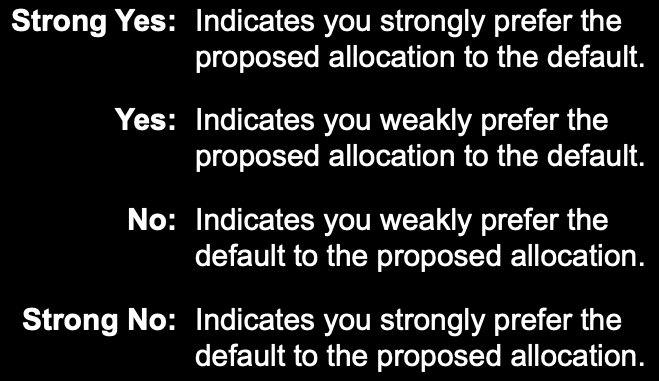 Strong Yes: Indicates you strongly prefer the
proposed allocation to the default.
Yes: Indicates you weakly prefer the
proposed allocation to the default.
No: Indicates you weakly prefer the
default to the proposed allocation.
Strong No: Indicates you strongly prefer the
default to the proposed allocation.